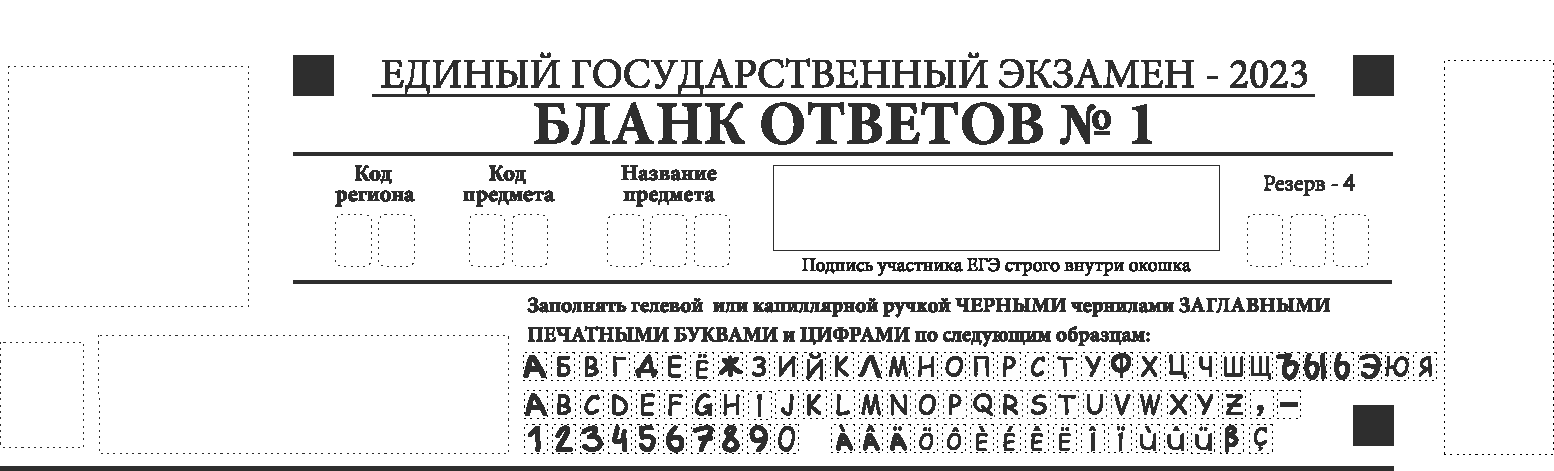 ЕДИНЫЙ ГОСУДАРСТВЕННЫЙ ЭКЗАМЕН - 2023
БЛАНК ОТВЕТОВ № 1
Код региона
Код предмета
Название предмета
Резерв - 4
Подпись участника ЕГЭ строго внутри окошка
Заполнять гелевой или капиллярной ручкой ЧЕРНЫМИ чернилами ЗАГЛАВНЫМИ
ПЕЧАТНЫМИ БУКВАМИ и ЦИФРАМИ по следующим образцам:
А Б В Г Д Е Ё Ж З И Й К Л М Н О П Р С Т У Ф Х Ц Ч Ш Щ Ъ Ы Ь Э Ю Я
A B C D E F G H I J K L M N O P Q R S T U V W X Y Z , -
1 2 3 4 5 6 7 8 9 0 À Â Ä Ö Ô È É Ê Ë Î Ï Ù Û Ü ß Ç